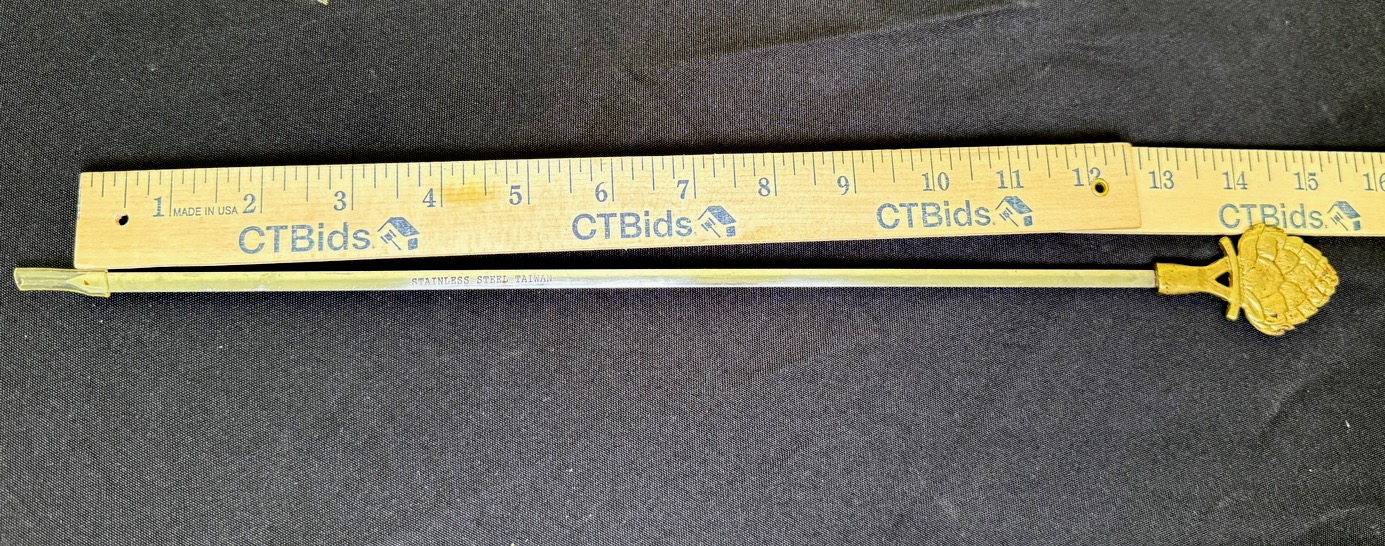 1 2 3 4 5 6 7 8 9 10 11 12 13 14 15 16
MADE IN USA
CTBids CTBids CTBids CTBids
STAINLESS STEEL TAIWAN